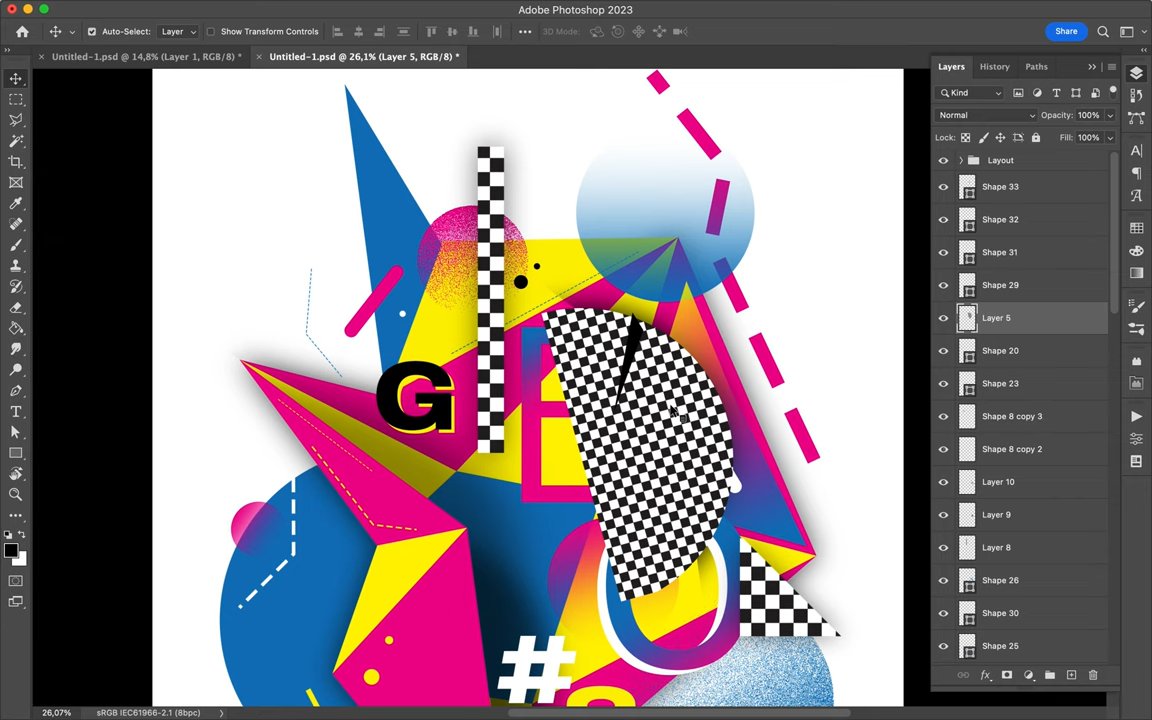 Adobe Photoshop 2023
Auto-Select: Layer Show Transform Controls 3D Mode: Share
Untitled-1.psd @ 14,8% (Layer 1, RGB/8) * Untitled-1.psd @ 26,1% (Layer 5, RGB/8) *
Layers History Paths
Kind
Normal Opacity: 100%
Lock: Fill: 100%
Layout
Shape 33
Shape 32
Shape 31
Shape 29
Layer 5
Shape 20
Shape 23
Shape 8 copy 3
Shape 8 copy 2
Layer 10
Layer 9
Layer 8
Shape 26
Shape 30
Shape 25
G
E
O
#
26,07% sRGB IEC61966-2.1 (8bpc)